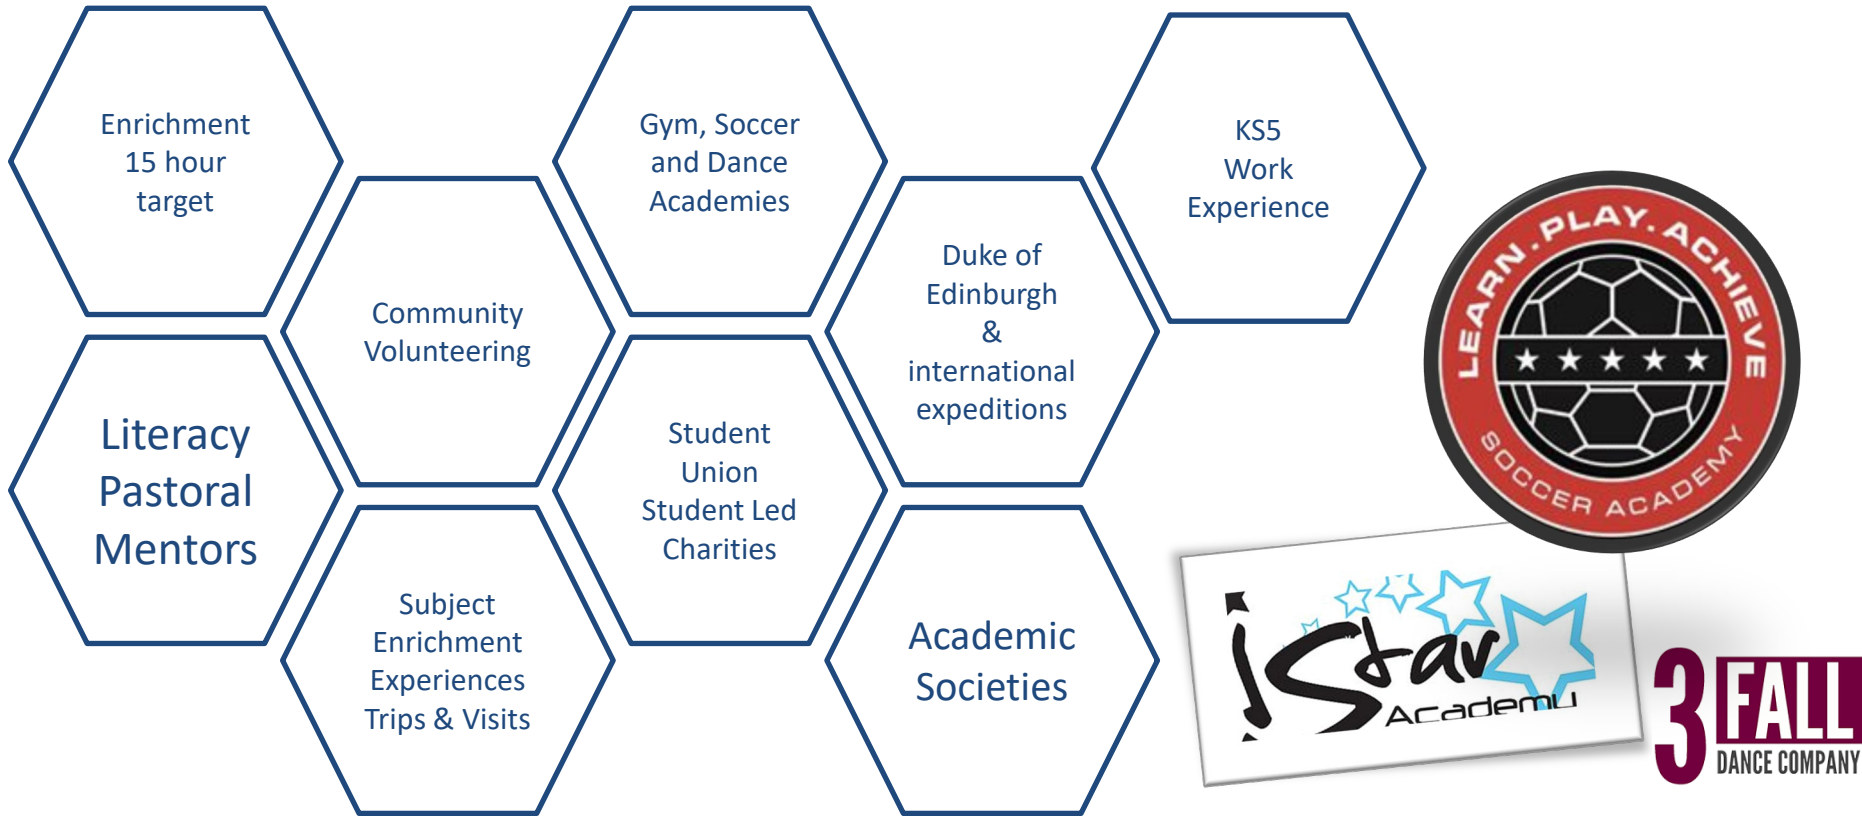 Enrichment
15 hour
target
Gym, Soccer
and Dance
Academies
KS5
Work
Experience
Community
Volunteering
Duke of
Edinburgh
&
international
expeditions
Literacy
Pastoral
Mentors
Student
Union
Student Led
Charities
Subject
Enrichment
Experiences
Trips & Visits
Academic
Societies
LEARN.PLAY.ACHIEVE
SOCCER ACADEMY
iStar
Academy
3 FALL
DANCE COMPANY